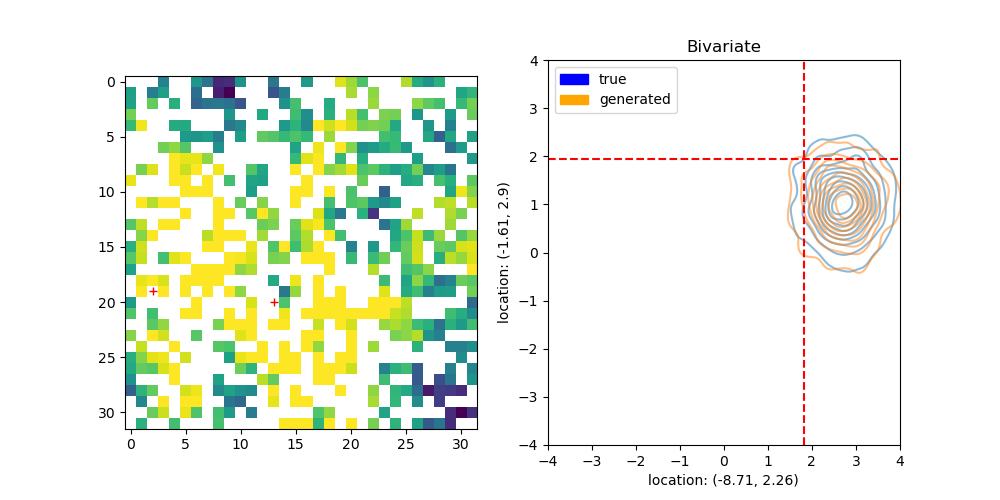 0
5
10
15
20
25
30
0 5 10 15 20 25 30
Bivariate
true
generated
4
3
2
1
0
−1
−2
−3
−4
−4 −3 −2 −1 0 1 2 3 4
location: (-1.61, 2.9)
location: (-8.71, 2.26)